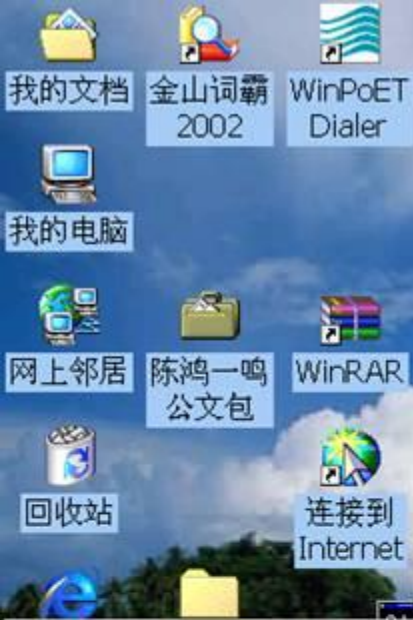 我的文档
金山词霸
2002
WinPoET
Dialer
我的电脑
网上邻居
陈鸿一鸣
公文包
WinRAR
回收站
连接到
Internet